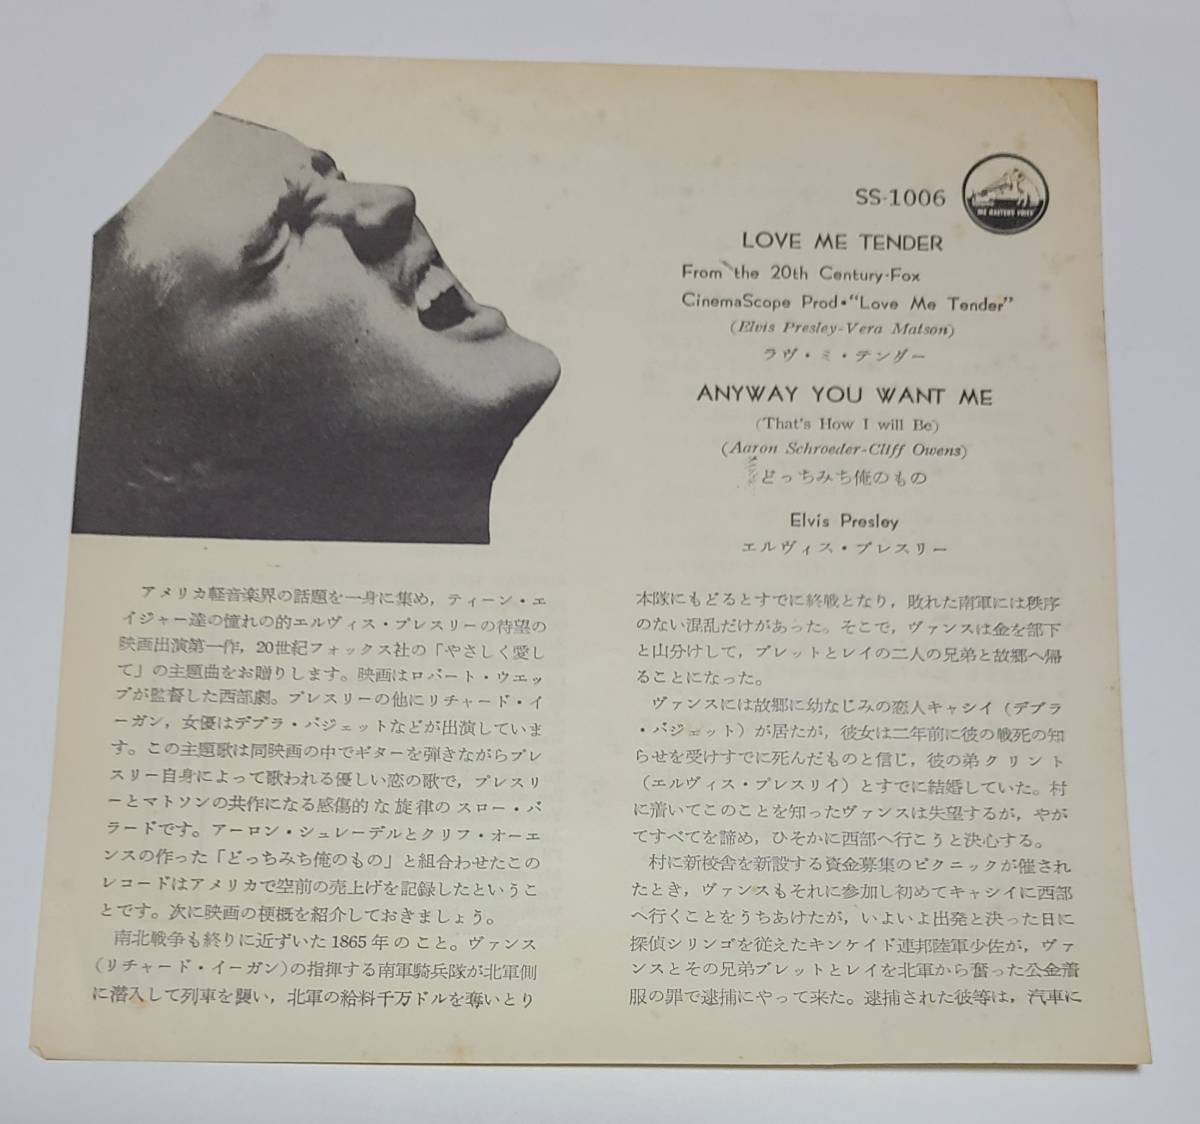 SS-1006
HIS MASTER'S VOICE
LOVE ME TENDER
From the 20th Century-Fox
CinemaScope Prod•"Love Me Tender"
(Elvis Presley-Vera Matson)
ラヴ・ミ・テンダー
ANYWAY YOU WANT ME
(That's How I will Be)
(Aaron Schroeder-Cliff Owens)
どっちみち俺のもの
Elvis Presley
エルヴィス・プレスリー
アメリカ軽音楽界の話題を一身に集め，ティーン・エ
イジャー達の憧れの的エルヴィス・プレスリーの待望の
映画出演第一作，20世紀フォックス社の「やさしく愛し
て」の主題曲をお贈りします。映画はロバート・ウエッ
ブが監督した西部劇。プレスリーの他にリチャード・イ
ーガン，女優はデブラ・パジェットなどが出演していま
す。この主題歌は同映画の中でギターを弾きながらプレ
スリー自身によって歌われる優しい恋の歌で，プレスリ
ーとマトソンの共作になる感傷的な旋律のスロー・バ
ラードです。アーロン・シュレーデルとクリフ・オーエ
ンスの作った「どっちみち俺のもの」と組合わせたこの
レコードはアメリカで空前の売上げを記録したというこ
とです。次に映画の梗概を紹介しておきましょう。
南北戦争も終りに近ずいた1865年のこと。ヴァンス
(リチャード・イーガン)の指揮する南軍騎兵隊が北軍側
に潜入して列車を襲い，北軍の給料千万ドルを奪いとり
本隊にもどるとすでに終戦となり，敗れた南軍には秩序
のない混乱だけがあった。そこで，ヴァンスは金を部下
と山分けして，ブレットとレイの二人の兄弟と故郷へ帰
ることになった。
ヴァンスには故郷に幼なじみの恋人キャシイ（デブラ
・パジェット）が居たが，彼女は二年前に彼の戦死の知
らせを受けすでに死んだものと信じ，彼の弟クリント
（エルヴィス・プレスリイ）とすでに結婚していた。村
に着いてこのことを知ったヴァンスは失望するが，やが
てすべてを諦め，ひそかに西部へ行こうと決心する。
村に新校舎を新設する資金募集のピクニックが催され
たとき，ヴァンスもそれに参加し初めてキャシイに西部
へ行くことをうちあけたが，いよいよ出発と決った日に
探偵シリンゴを従えたキンケイド連邦陸軍少佐が，ヴァ
ンスとその兄弟ブレットとレイを北軍から奮った公金着
服の罪で逮捕にやって来た。逮捕された彼等は，汽車に